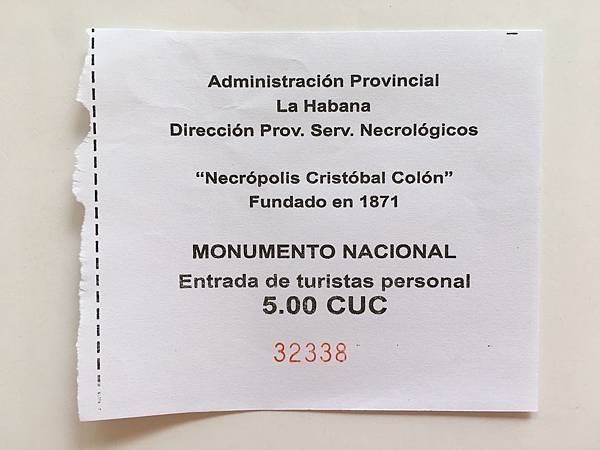 Administración Provincial
La Habana
Dirección Prov. Serv. Necrológicos
“Necrópolis Cristóbal Colón”
Fundado en 1871
MONUMENTO NACIONAL
Entrada de turistas personal
5.00 CUC
32338